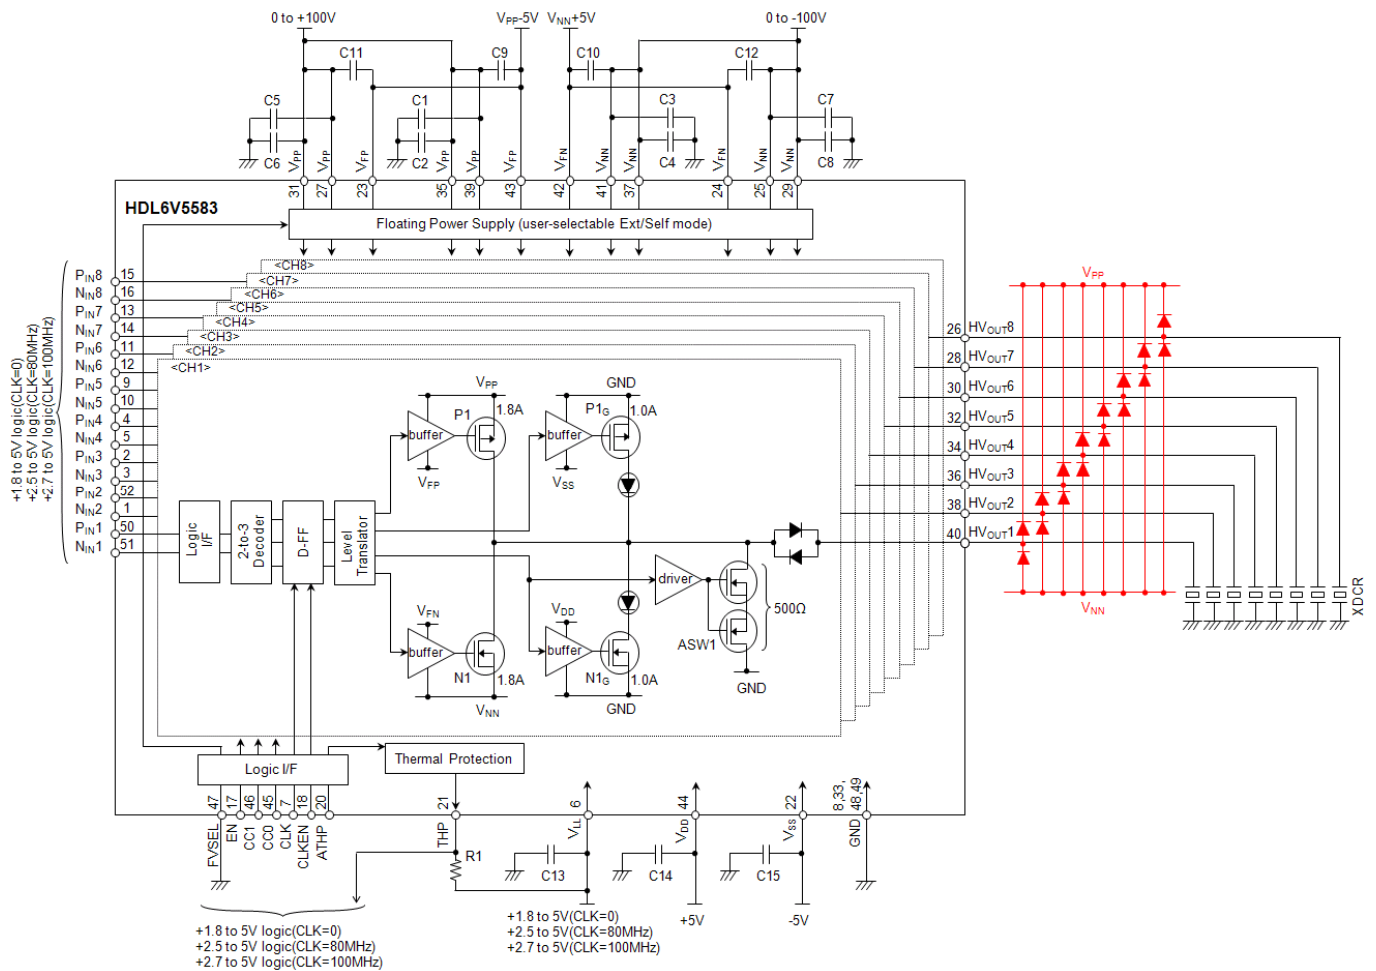 0 to +100V
VPP-5V
VNN+5V
0 to -100V
C11
C9
C10
C12
C5
C1
C3
C7
C6
C2
C4
C8
VPP
VPP
VFP
VPP
VPP
VFP
VFN
VNN
VNN
VFN
VNN
VNN
31
27
23
35
39
43
42
41
37
24
25
29
HDL6V5583
Floating Power Supply (user-selectable Ext/Self mode)
<CH8>
<CH7>
<CH6>
<CH5>
<CH4>
<CH3>
<CH2>
<CH1>
+1.8 to 5V logic(CLK=0)
+2.5 to 5V logic(CLK=80MHz)
+2.7 to 5V logic(CLK=100MHz)
PIN8 15
NIN8 16
PIN7 13
NIN7 14
PIN6 11
NIN6 12
PIN5 9
NIN5 10
PIN4 4
NIN4 5
PIN3 2
NIN3 3
PIN2 52
NIN2 1
PIN1 50
NIN1 51
Logic I/F
2-to-3 Decoder
D-FF
Level Translator
VPP
P1
1.8A
buffer
VFP
GND
P1G
1.0A
buffer
VSS
VFN
buffer
N1
1.8A
VNN
VDD
buffer
N1G
1.0A
GND
driver
500Ω
ASW1
GND
26 HVOUT8
28 HVOUT7
30 HVOUT6
32 HVOUT5
34 HVOUT4
36 HVOUT3
38 HVOUT2
40 HVOUT1
VPP
VNN
XDCR
Logic I/F
Thermal Protection
47
17
46
45
7
18
20
21
6
44
22
8,33,
48,49
FVSEL
EN
CC1
CC0
CLK
CLKEN
ATHP
THP
VLL
VDD
VSS
GND
R1
C13
C14
C15
+1.8 to 5V logic(CLK=0)
+2.5 to 5V logic(CLK=80MHz)
+2.7 to 5V logic(CLK=100MHz)
+1.8 to 5V(CLK=0)
+2.5 to 5V(CLK=80MHz)
+2.7 to 5V(CLK=100MHz)
+5V
-5V